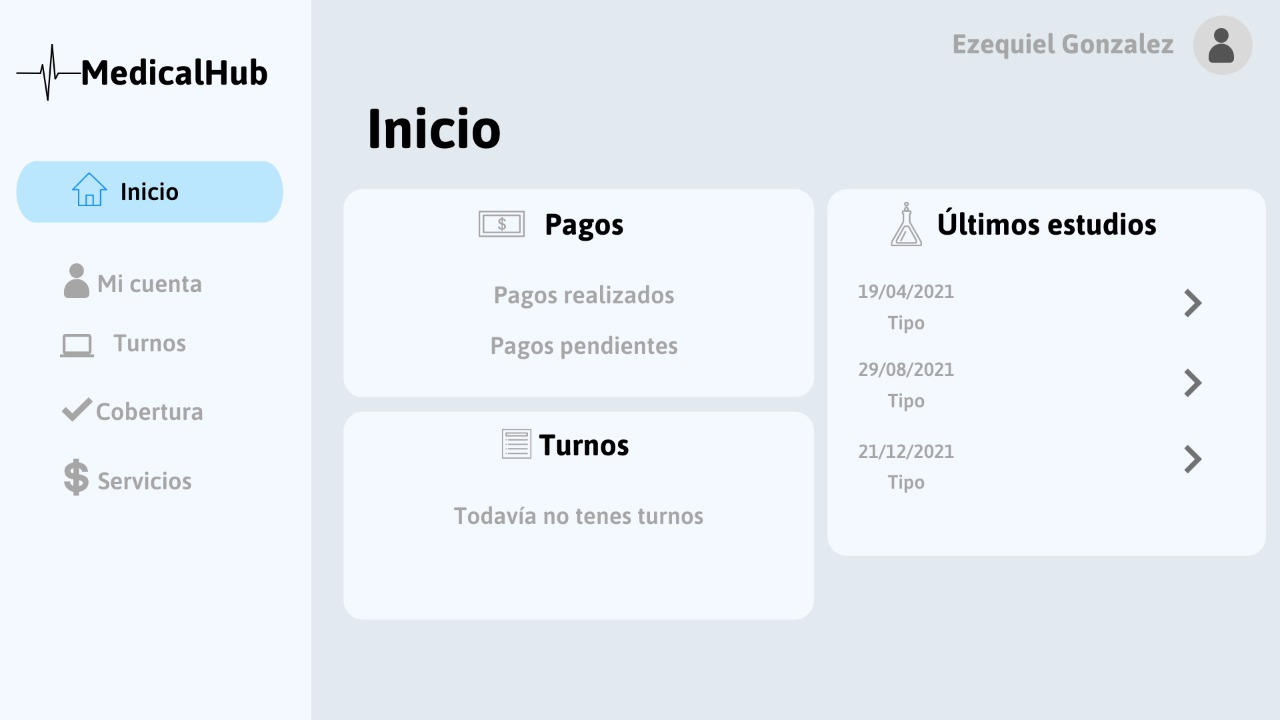 MedicalHub
Inicio
Mi cuenta
Turnos
Cobertura
Servicios
Ezequiel Gonzalez
Inicio
$ Pagos
Pagos realizados
Pagos pendientes
Turnos
Todavía no tenes turnos
Últimos estudios
19/04/2021
Tipo
29/08/2021
Tipo
21/12/2021
Tipo